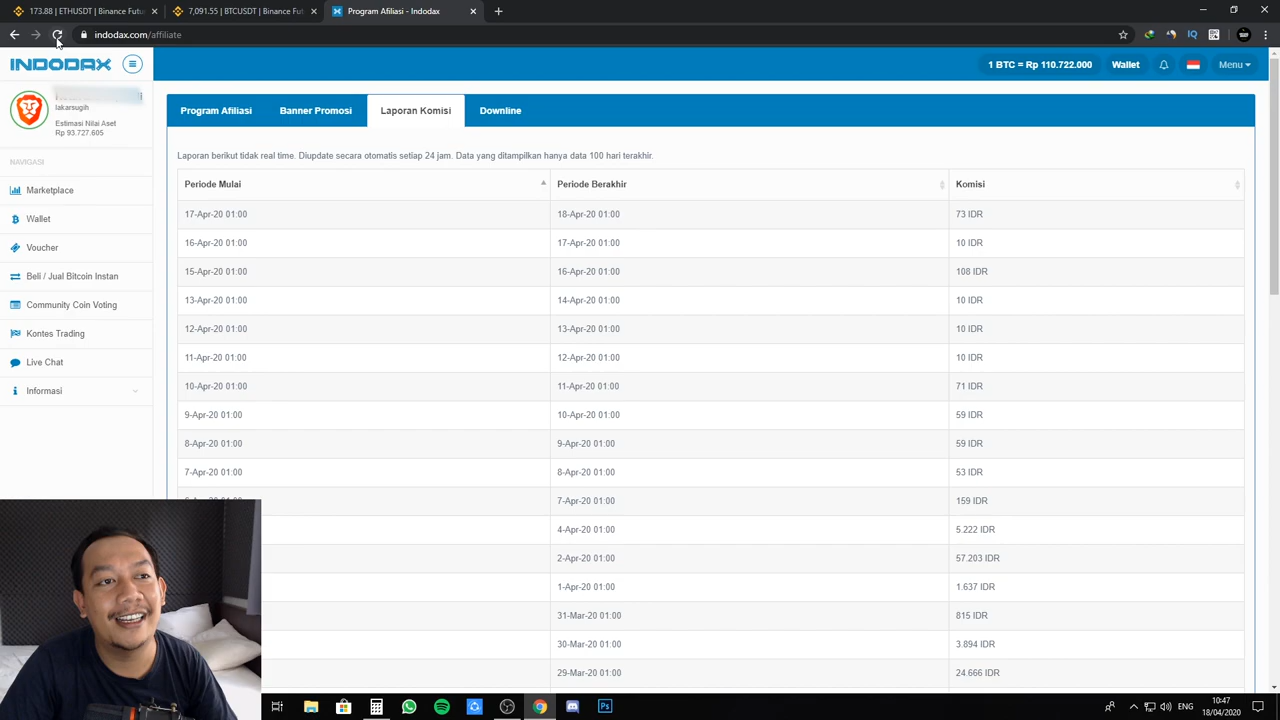 173.88 | ETHUSDT | Binance Futu
7,091.55 | BTCUSDT | Binance Fu
Program Afiliasi - Indodax
indodax.com/affiliate
INDODAX
1 BTC = Rp 110.722.000
Wallet
Menu
lakarsugih
Estimasi Nilai Aset
Rp 93.727.605
NAVIGASI
Marketplace
Wallet
Voucher
Beli / Jual Bitcoin Instan
Community Coin Voting
Kontes Trading
Live Chat
Informasi
Program Afiliasi
Banner Promosi
Laporan Komisi
Downline
Laporan berikut tidak real time. Diupdate secara otomatis setiap 24 jam. Data yang ditampilkan hanya data 100 hari terakhir.
Periode Mulai Periode Berakhir Komisi
17-Apr-20 01:00 18-Apr-20 01:00 73 IDR
16-Apr-20 01:00 17-Apr-20 01:00 10 IDR
15-Apr-20 01:00 16-Apr-20 01:00 108 IDR
13-Apr-20 01:00 14-Apr-20 01:00 10 IDR
12-Apr-20 01:00 13-Apr-20 01:00 10 IDR
11-Apr-20 01:00 12-Apr-20 01:00 10 IDR
10-Apr-20 01:00 11-Apr-20 01:00 71 IDR
9-Apr-20 01:00 10-Apr-20 01:00 59 IDR
8-Apr-20 01:00 9-Apr-20 01:00 59 IDR
7-Apr-20 01:00 8-Apr-20 01:00 53 IDR
7-Apr-20 01:00 159 IDR
4-Apr-20 01:00 5.222 IDR
2-Apr-20 01:00 57.203 IDR
1-Apr-20 01:00 1.637 IDR
31-Mar-20 01:00 815 IDR
30-Mar-20 01:00 3.894 IDR
29-Mar-20 01:00 24.666 IDR
Ps
ENG
10:47
18/04/2020